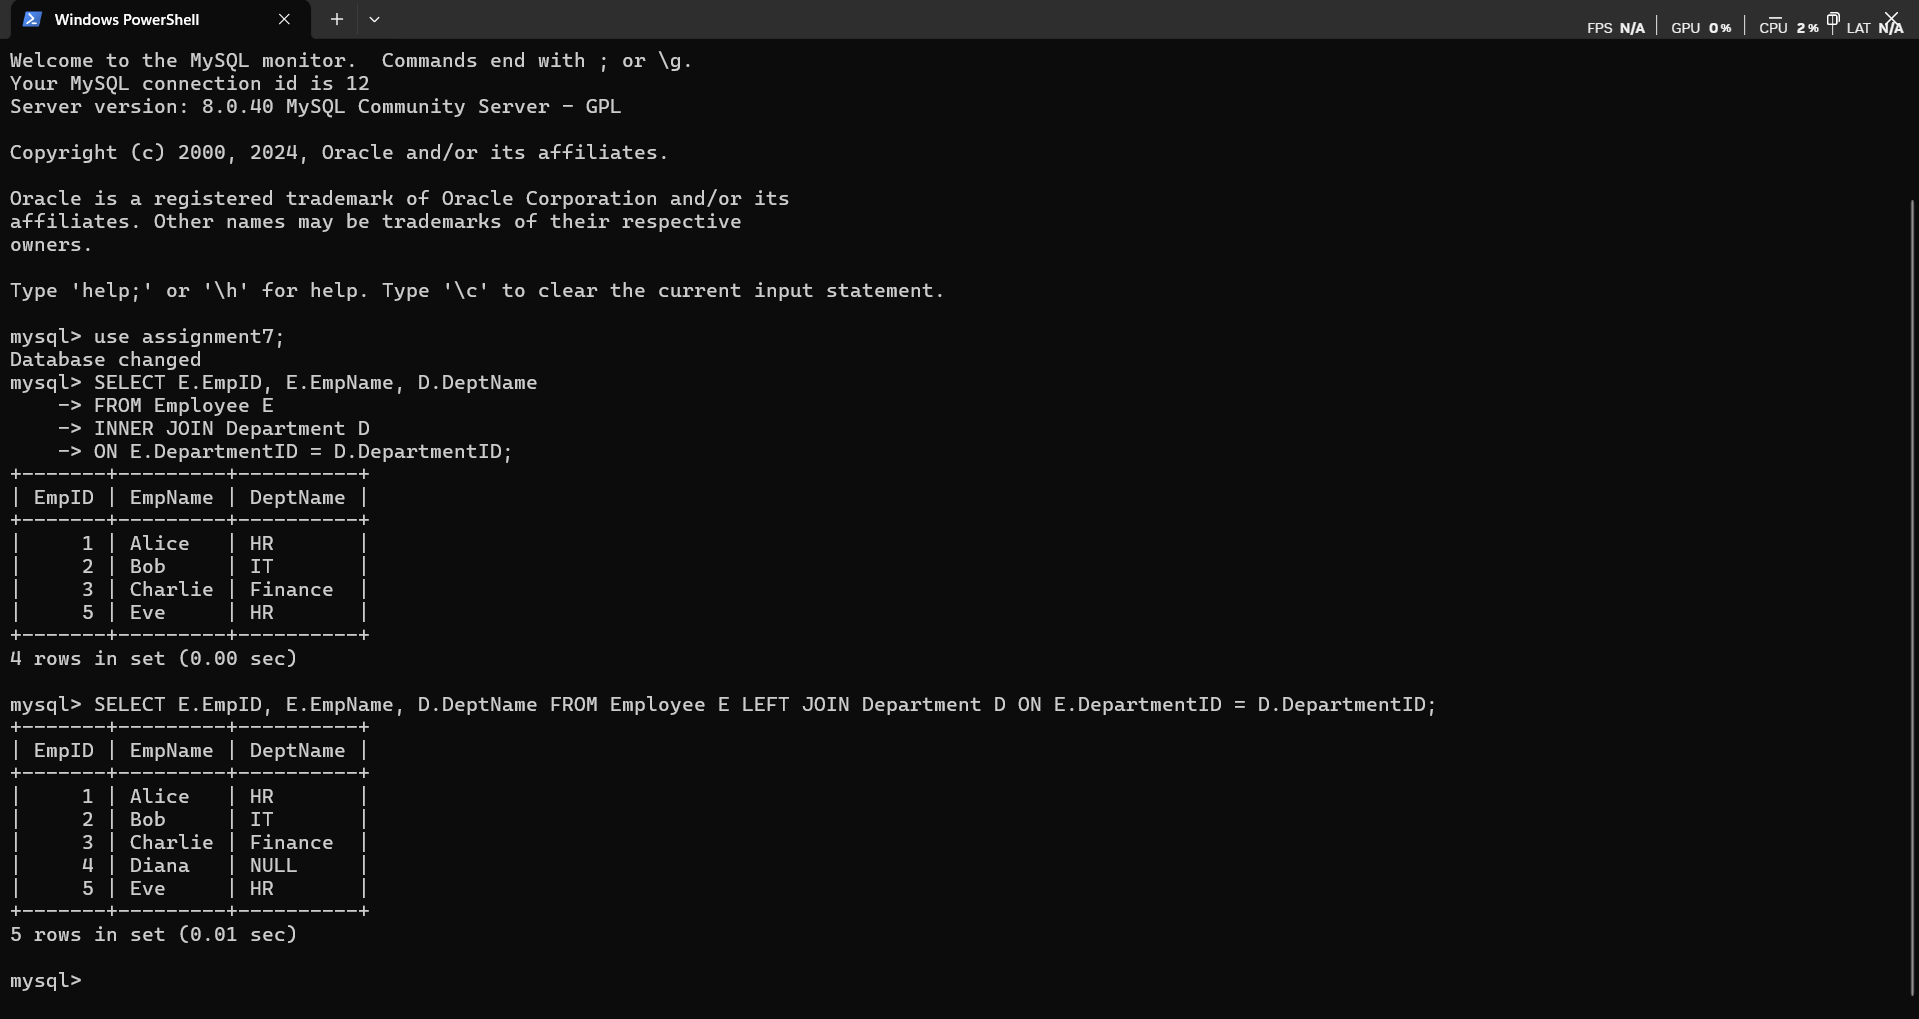 Windows PowerShell
FPS N/A | GPU 0% | CPU 2% | LAT N/A
Welcome to the MySQL monitor.  Commands end with ; or \g.
Your MySQL connection id is 12
Server version: 8.0.40 MySQL Community Server - GPL

Copyright (c) 2000, 2024, Oracle and/or its affiliates.

Oracle is a registered trademark of Oracle Corporation and/or its
affiliates. Other names may be trademarks of their respective
owners.

Type 'help;' or '\h' for help. Type '\c' to clear the current input statement.

mysql> use assignment7;
Database changed
mysql> SELECT E.EmpID, E.EmpName, D.DeptName
    -> FROM Employee E
    -> INNER JOIN Department D
    -> ON E.DepartmentID = D.DepartmentID;
+-------+---------+----------+
| EmpID | EmpName | DeptName |
+-------+---------+----------+
|     1 | Alice   | HR       |
|     2 | Bob     | IT       |
|     3 | Charlie | Finance  |
|     5 | Eve     | HR       |
+-------+---------+----------+
4 rows in set (0.00 sec)

mysql> SELECT E.EmpID, E.EmpName, D.DeptName FROM Employee E LEFT JOIN Department D ON E.DepartmentID = D.DepartmentID;
+-------+---------+----------+
| EmpID | EmpName | DeptName |
+-------+---------+----------+
|     1 | Alice   | HR       |
|     2 | Bob     | IT       |
|     3 | Charlie | Finance  |
|     4 | Diana   | NULL     |
|     5 | Eve     | HR       |
+-------+---------+----------+
5 rows in set (0.01 sec)

mysql>